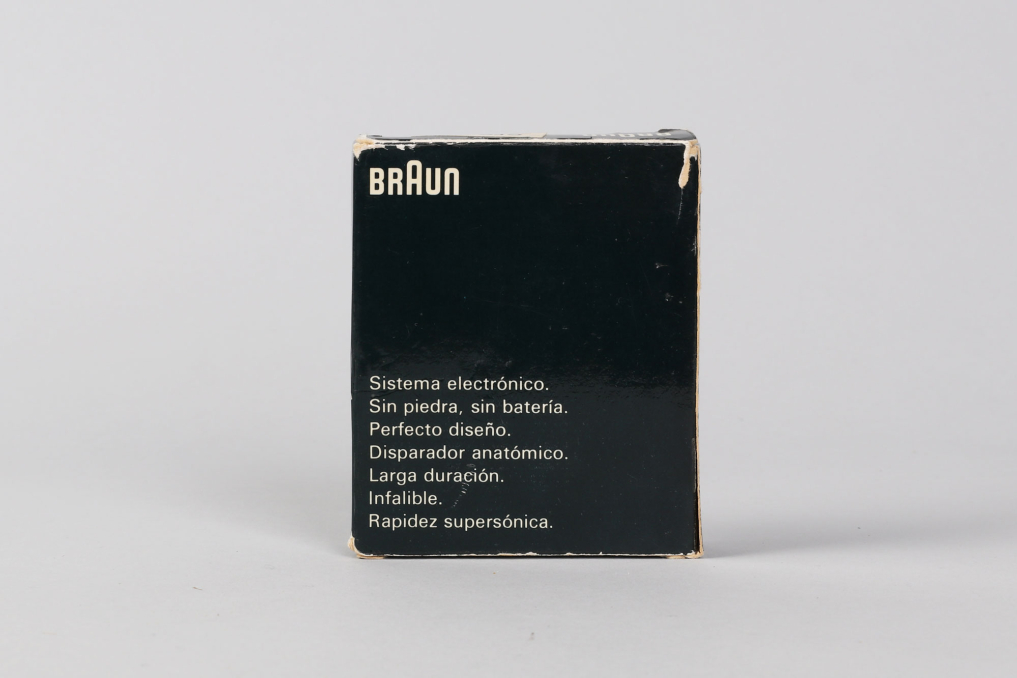 BRAUN
Sistema electrónico.
Sin piedra, sin batería.
Perfecto diseño.
Disparador anatómico.
Larga duración.
Infalible.
Rapidez supersónica.